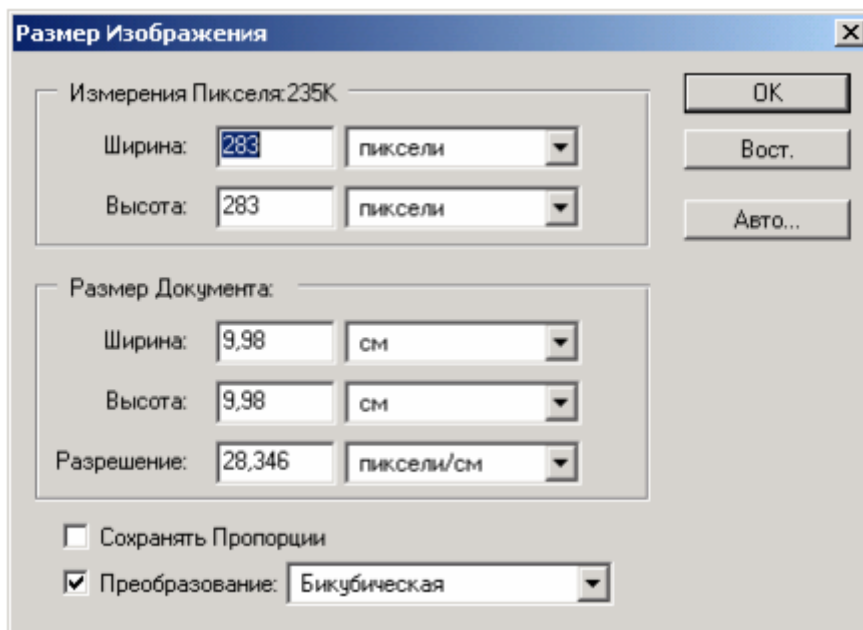 Размер Изображения
Измерения Пикселя:235K
OK
Ширина: 283 пиксели
Вост.
Высота: 283 пиксели
Авто...
Размер Документа:
Ширина: 9,98 см
Высота: 9,98 см
Разрешение: 28,346 пиксели/см
Сохранять Пропорции
Преобразование: Бикубическая